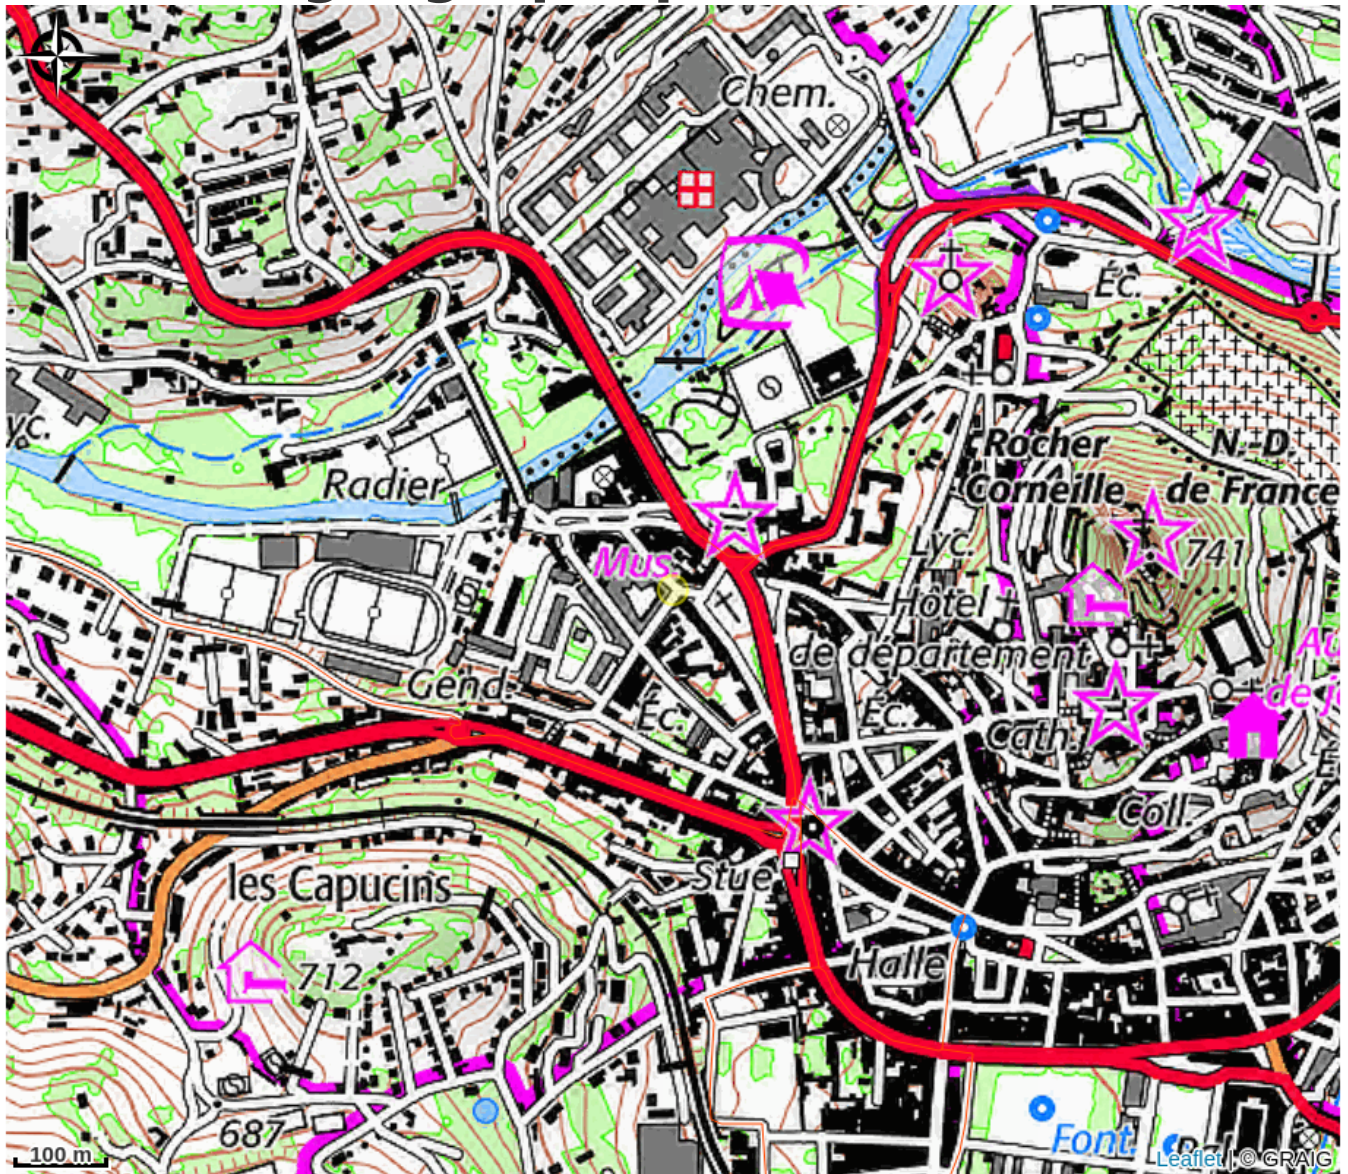 Chem.
Éc.
yc.
Rocher
Corneille
N.-D.
de France
Radier
Lyc.
741
Mus.
Hôtel
de département
Au
de j
Gend.
Éc.
Éc.
Cath.
Coll.
Stue
les Capucins
712
Halle
687
Font.
100 m
Leaflet | © GRAIG